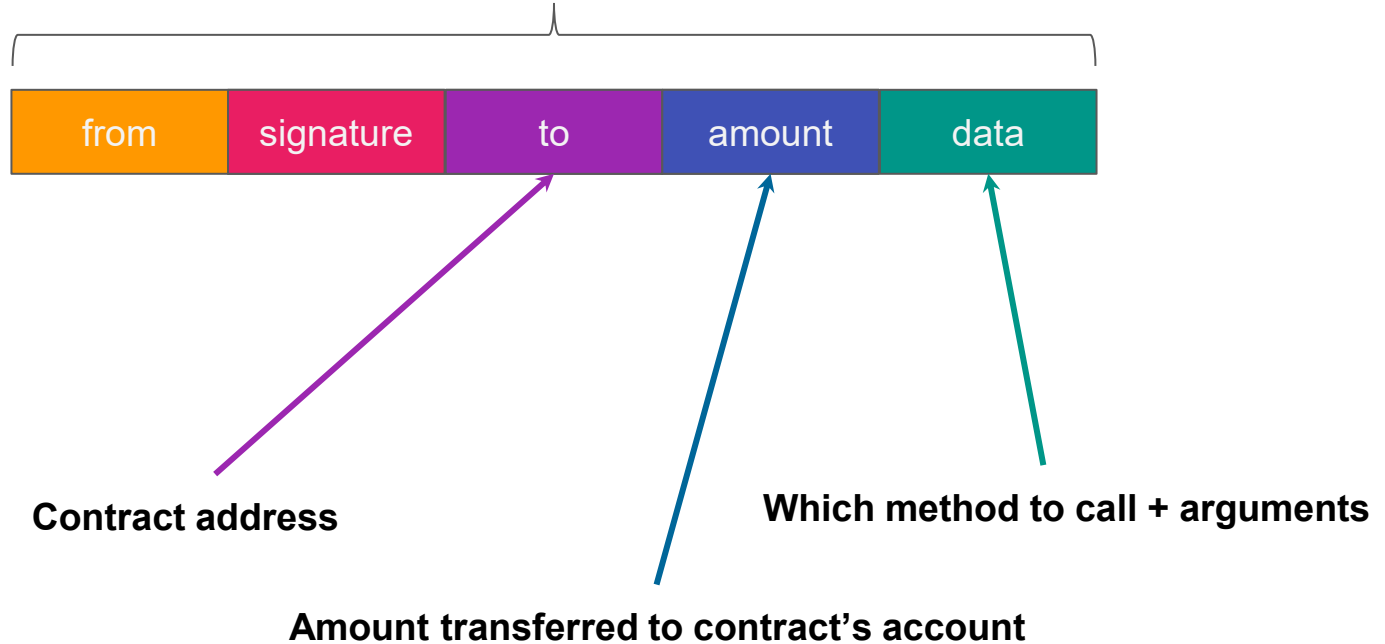 from signature to amount data
Contract address
Which method to call + arguments
Amount transferred to contract’s account